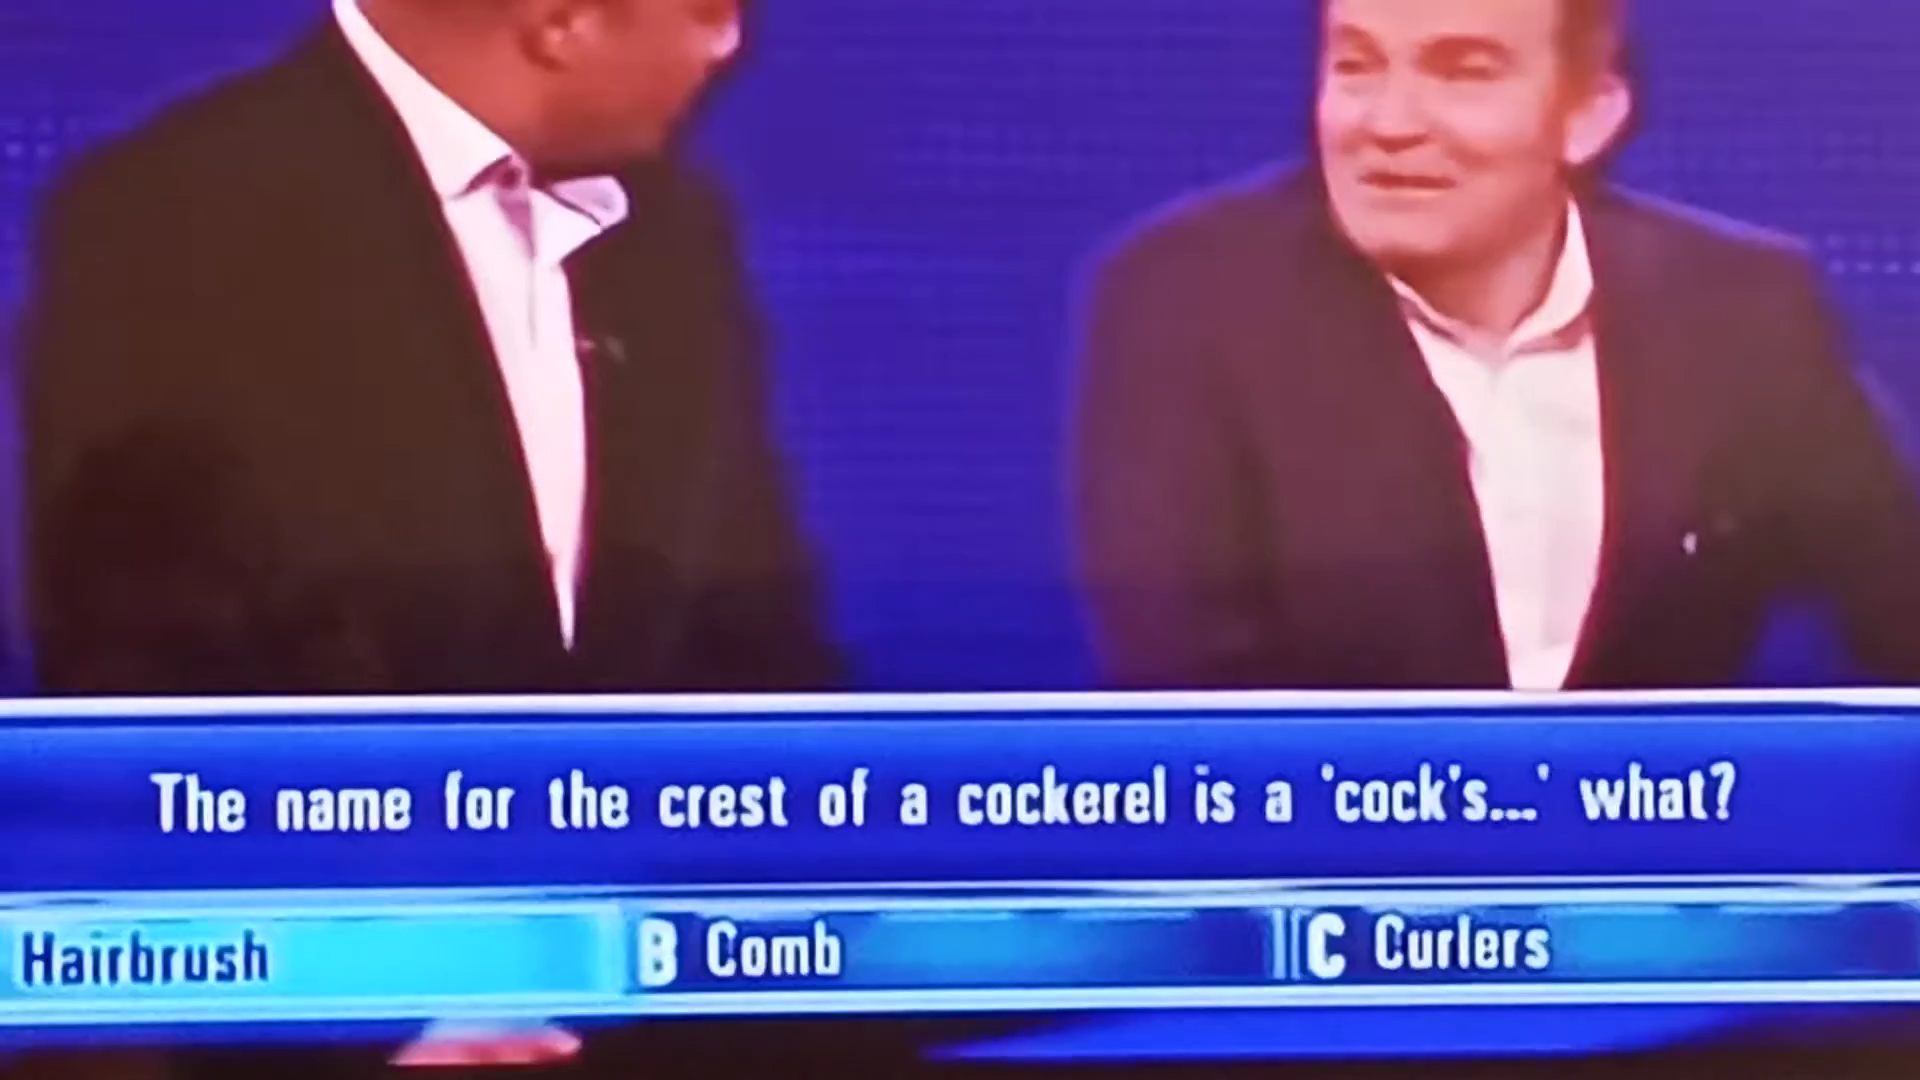 The name for the crest of a cockerel is a 'cock's...' what?
Hairbrush B Comb C Curlers